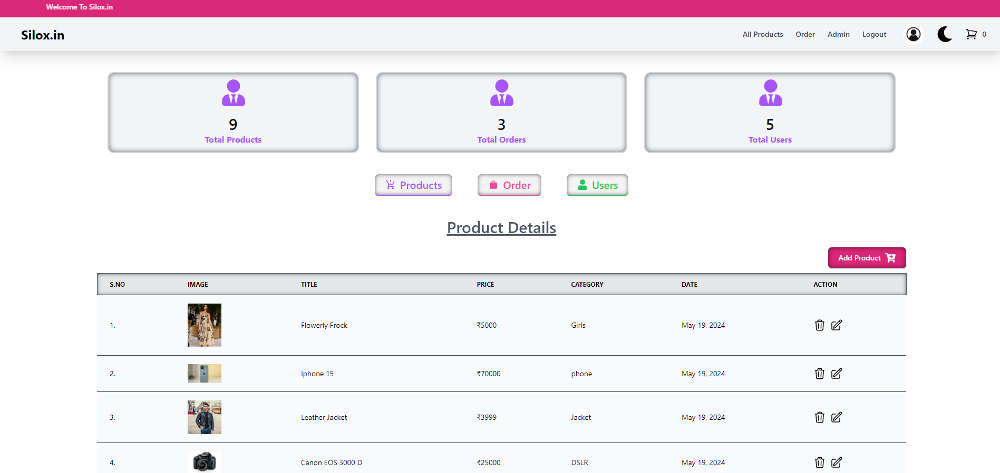 Welcome To Silox.in
Silox.in
All Products Order Admin Logout 0
9 3 5
Total Products Total Orders Total Users
Products Order Users
Product Details
Add Product
S.NO IMAGE TITLE PRICE CATEGORY DATE ACTION
1. Flowerly Frock ₹5000 Girls May 19, 2024
2. Iphone 15 ₹70000 phone May 19, 2024
3. Leather Jacket ₹3999 Jacket May 19, 2024
4. Canon EOS 3000 D ₹25000 DSLR May 19, 2024